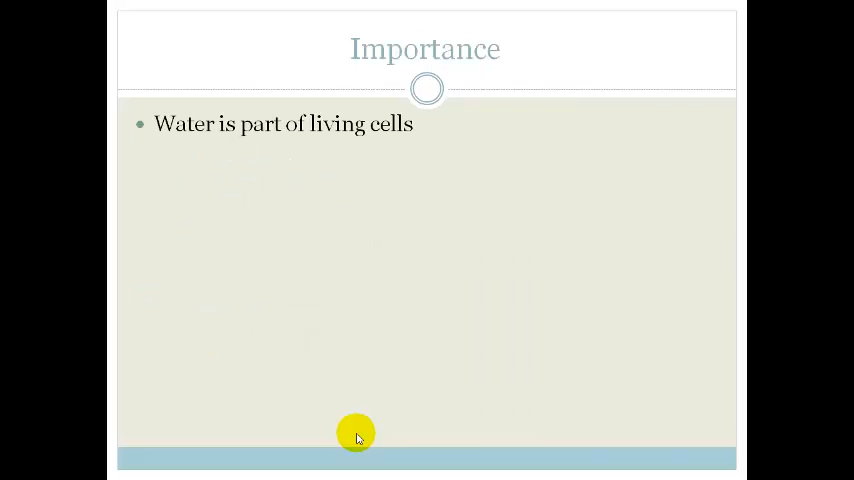 Importance
• Water is part of living cells